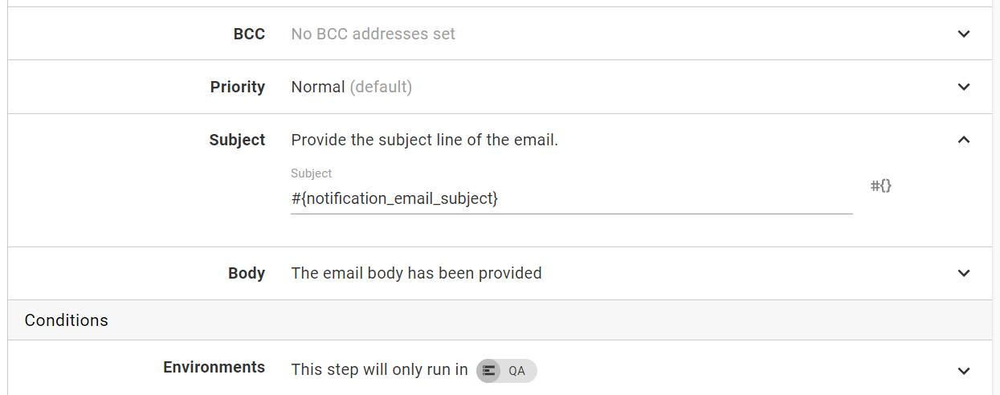 BCC No BCC addresses set
Priority Normal (default)
Subject Provide the subject line of the email.
Subject
#{notification_email_subject}
#{}
Body The email body has been provided
Conditions
Environments This step will only run in QA